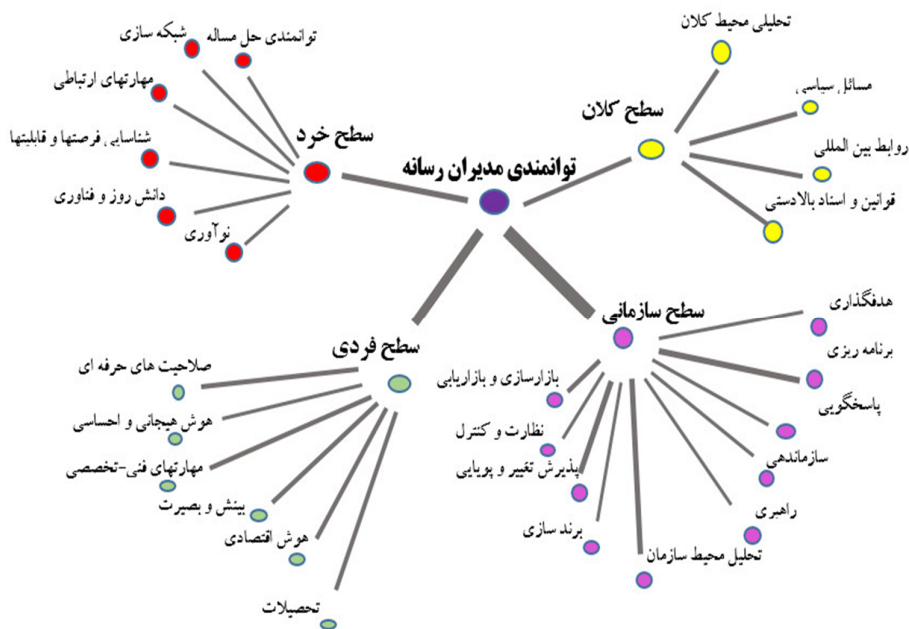 توانمندی مدیران رسانه
سطح کلان
تحلیلی محیط کلان
مسائل سیاسی
روابط بین المللی
قوانین و اسناد بالادستی
سطح خرد
توانمندی حل مساله
شبکه سازی
مهارتهای ارتباطی
شناسایی فرصتها و قابلیتها
دانش روز و فناوری
نوآوری
سطح سازمانی
هدفگذاری
برنامه ریزی
پاسخگویی
سازماندهی
راهبری
تحلیل محیط سازمان
برند سازی
پذیرش تغییر و پویایی
نظارت و کنترل
بازارسازی و بازاریابی
سطح فردی
صلاحیت های حرفه ای
هوش هیجانی و احساسی
مهارتهای فنی-تخصصی
بینش و بصیرت
هوش اقتصادی
تحصیلات